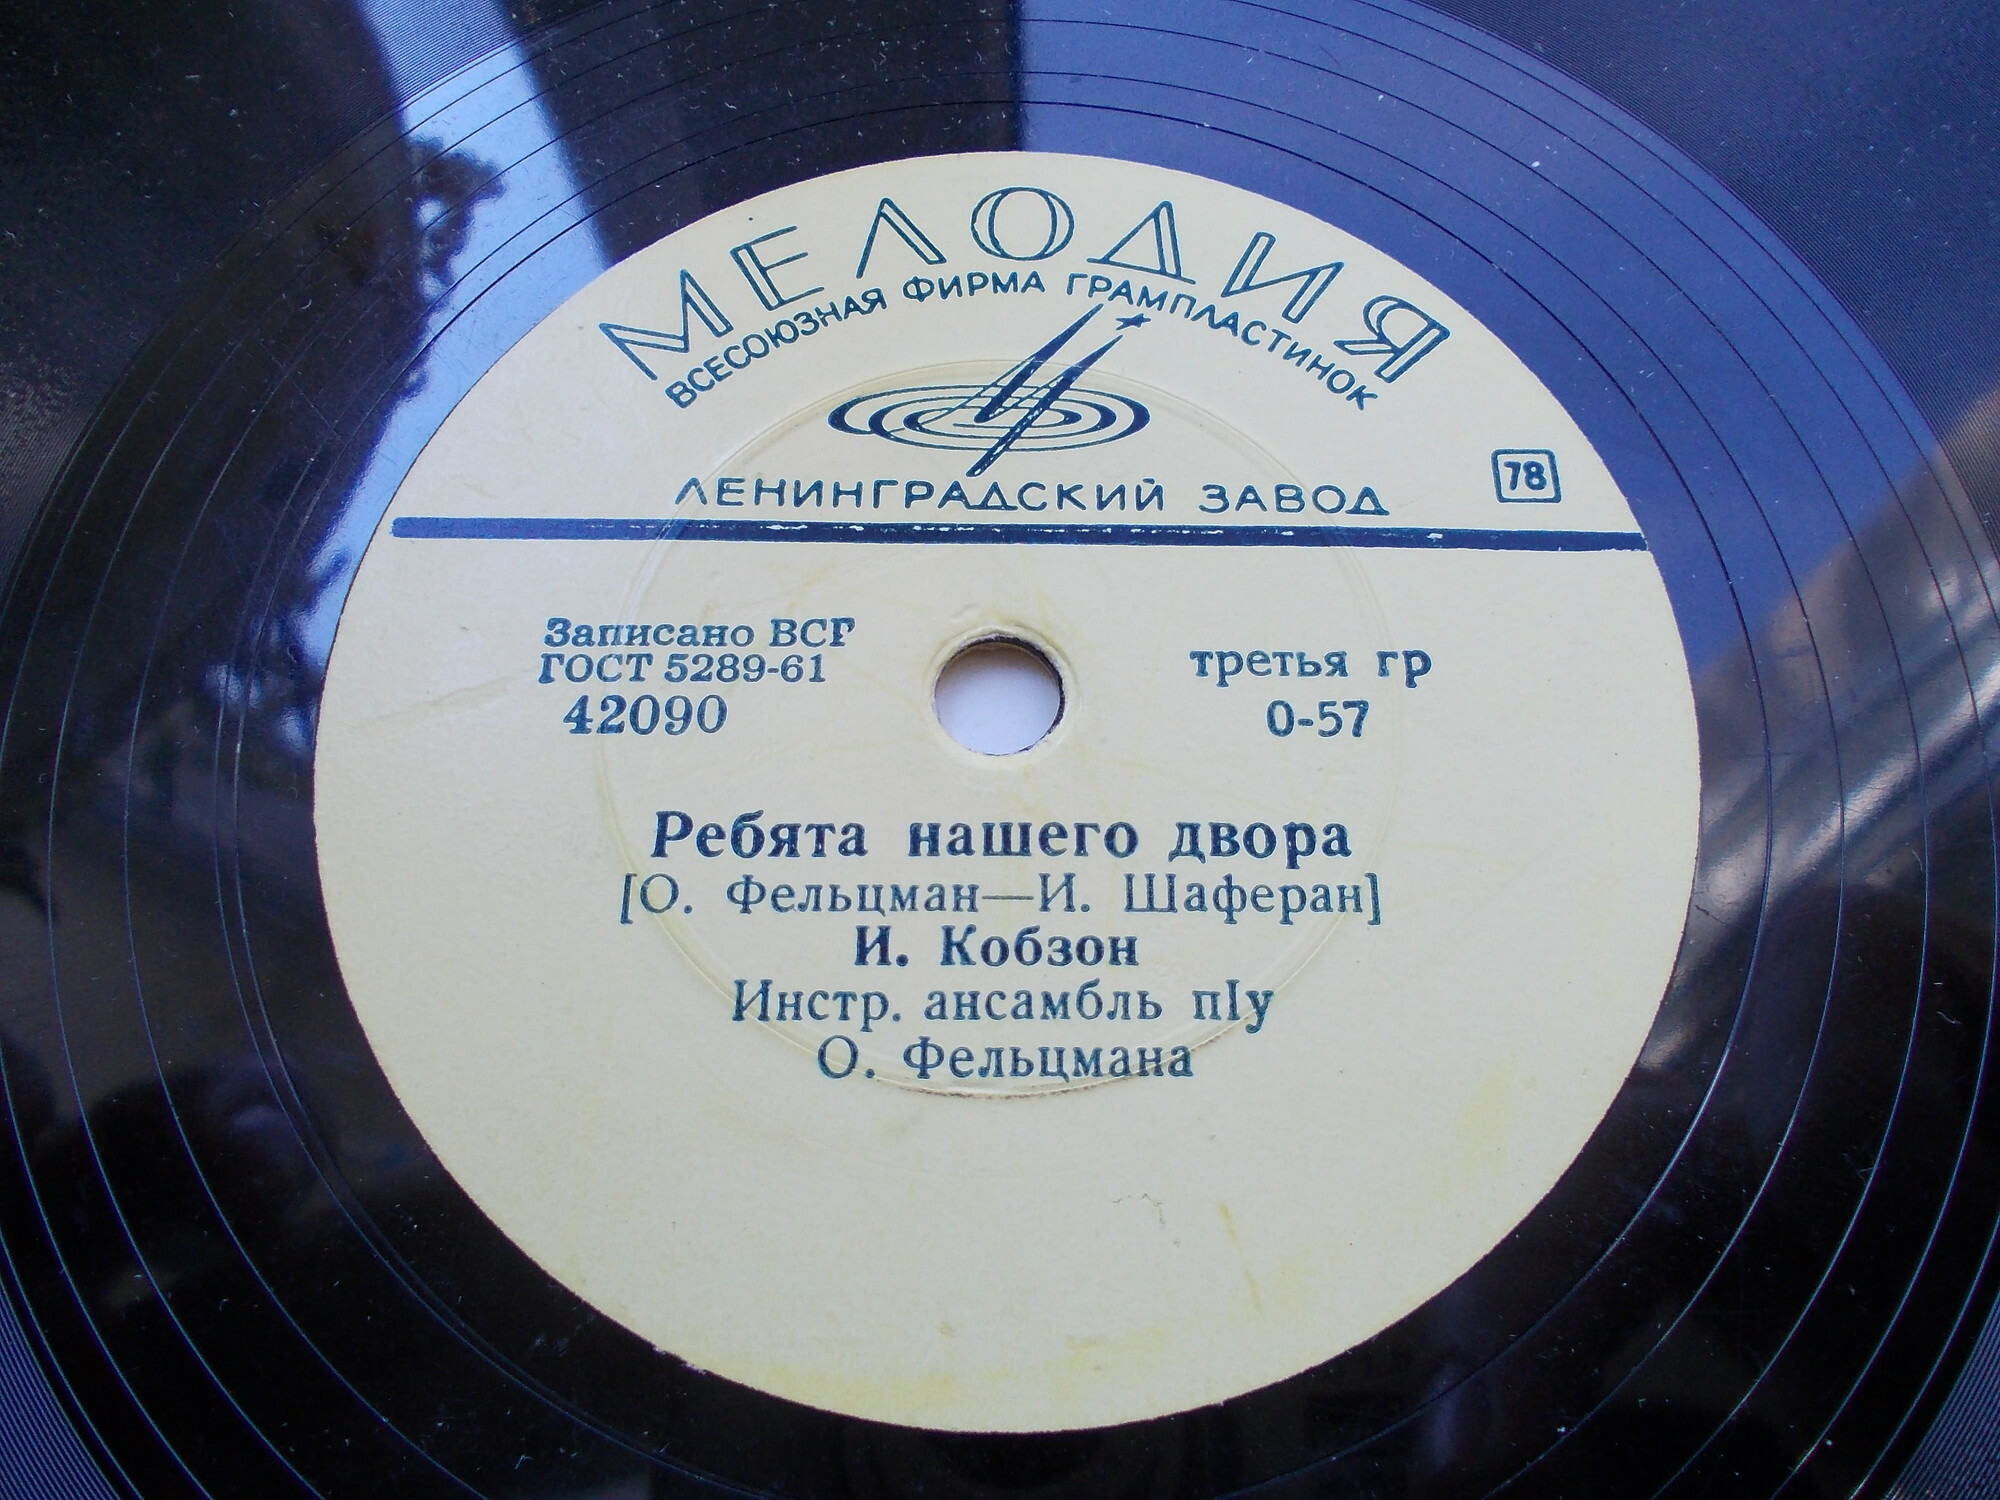 МЕЛОДИЯ
ВСЕСОЮЗНАЯ ФИРМА ГРАМПЛАСТИНОК
ЛЕНИНГРАДСКИЙ ЗАВОД
78
Записано ВСГ
ГОСТ 5289-61
42090
третья гр
0-57
Ребята нашего двора
[О. Фельцман—И. Шаферан]
И. Кобзон
Инстр. ансамбль п/у
О. Фельцмана